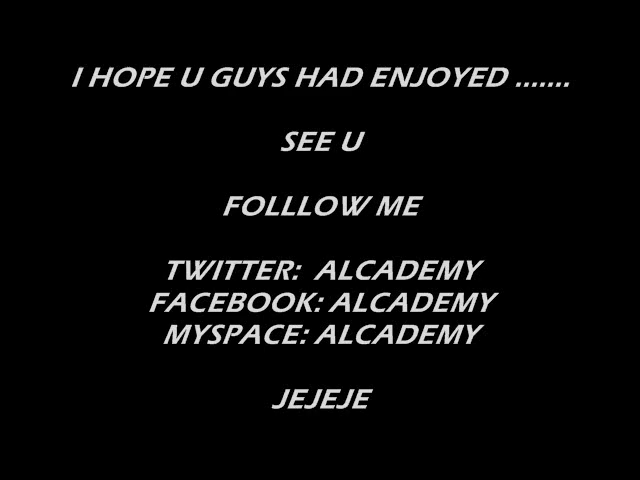 I HOPE U GUYS HAD ENJOYED .......
SEE U
FOLLLOW ME
TWITTER: ALCADEMY
FACEBOOK: ALCADEMY
MYSPACE: ALCADEMY
JEJEJE